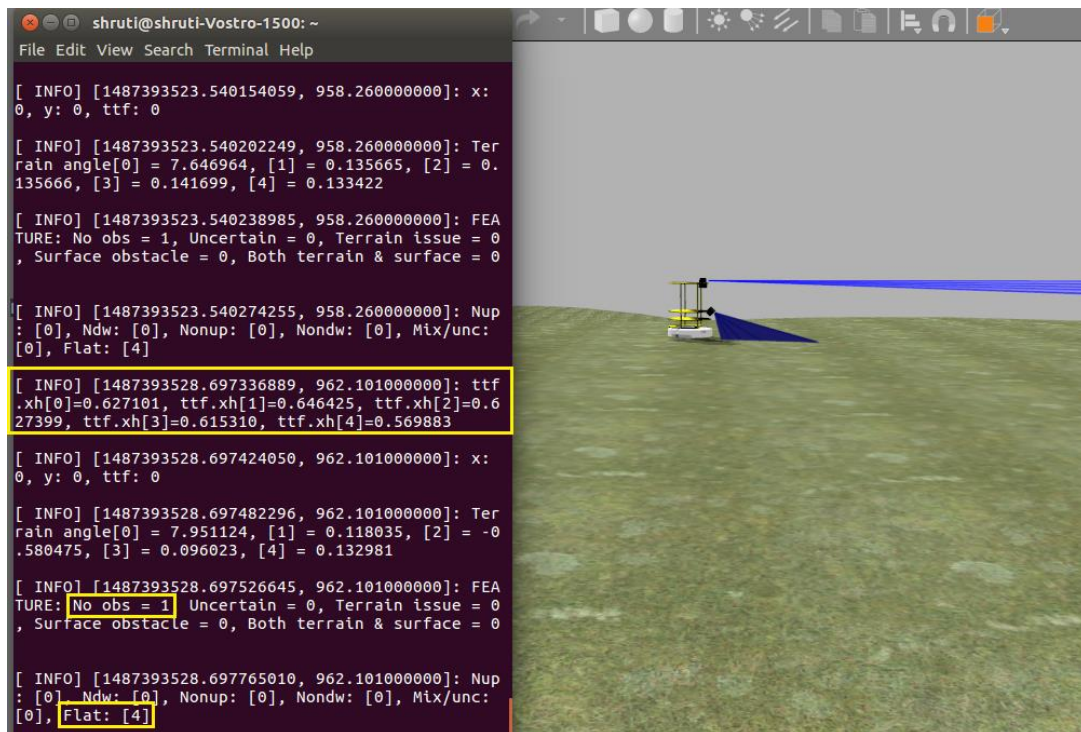 shruti@shruti-Vostro-1500: ~
File Edit View Search Terminal Help
[ INFO] [1487393523.540154059, 958.260000000]: x:
0, y: 0, ttf: 0
[ INFO] [1487393523.540202249, 958.260000000]: Ter
rain angle[0] = 7.646964, [1] = 0.135665, [2] = 0.
135666, [3] = 0.141699, [4] = 0.133422
[ INFO] [1487393523.540238985, 958.260000000]: FEA
TURE: No obs = 1, Uncertain = 0, Terrain issue = 0
, Surface obstacle = 0, Both terrain & surface = 0
[ INFO] [1487393523.540274255, 958.260000000]: Nup
: [0], Ndw: [0], Nonup: [0], Nondw: [0], Mix/unc:
[0], Flat: [4]
[ INFO] [1487393528.697336889, 962.101000000]: ttf
.xh[0]=0.627101, ttf.xh[1]=0.646425, ttf.xh[2]=0.6
27399, ttf.xh[3]=0.615310, ttf.xh[4]=0.569883
[ INFO] [1487393528.697424050, 962.101000000]: x:
0, y: 0, ttf: 0
[ INFO] [1487393528.697482296, 962.101000000]: Ter
rain angle[0] = 7.951124, [1] = 0.118035, [2] = -0
.580475, [3] = 0.096023, [4] = 0.132981
[ INFO] [1487393528.697526645, 962.101000000]: FEA
TURE: No obs = 1 Uncertain = 0, Terrain issue = 0
, Surface obstacle = 0, Both terrain & surface = 0
[ INFO] [1487393528.697765010, 962.101000000]: Nup
: [0], Ndw: [0], Nonup: [0], Nondw: [0], Mix/unc:
[0], Flat: [4]